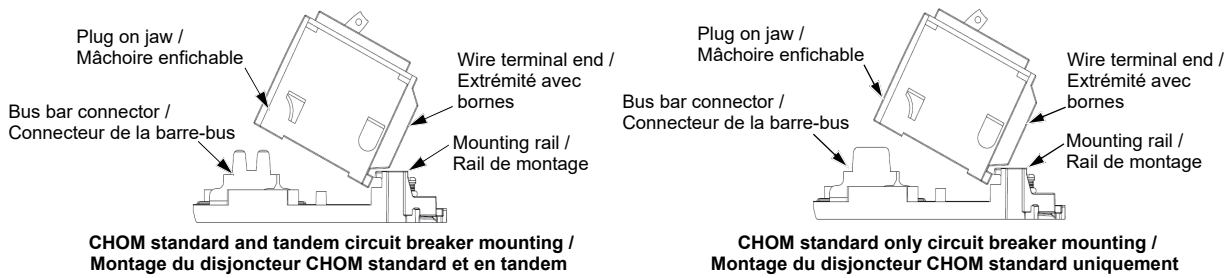 Plug on jaw /
Mâchoire enfichable
Wire terminal end /
Extrémité avec
bornes
Bus bar connector /
Connecteur de la barre-bus
Mounting rail /
Rail de montage
CHOM standard and tandem circuit breaker mounting /
Montage du disjoncteur CHOM standard et en tandem
Plug on jaw /
Mâchoire enfichable
Wire terminal end /
Extrémité avec
bornes
Bus bar connector /
Connecteur de la barre-bus
Mounting rail /
Rail de montage
CHOM standard only circuit breaker mounting /
Montage du disjoncteur CHOM standard uniquement